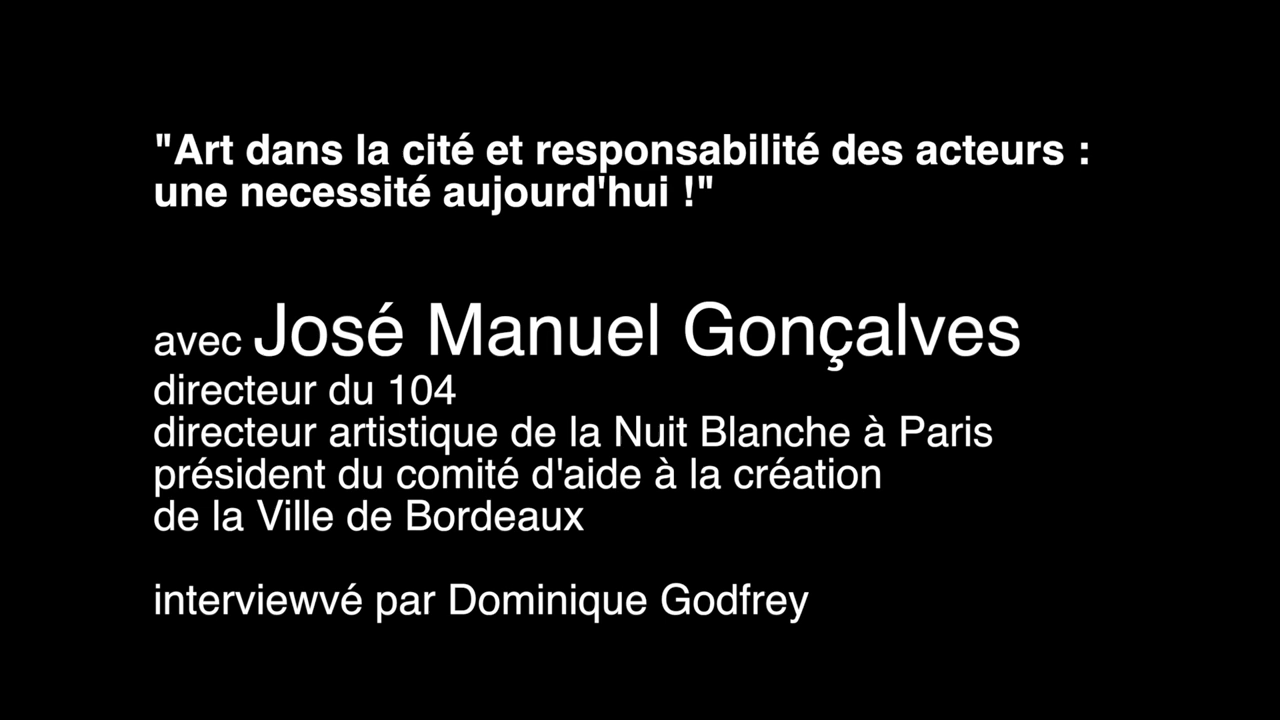 "Art dans la cité et responsabilité des acteurs :
une necessité aujourd'hui !"
avec José Manuel Gonçalves
directeur du 104
directeur artistique de la Nuit Blanche à Paris
président du comité d'aide à la création
de la Ville de Bordeaux
interviewvé par Dominique Godfrey